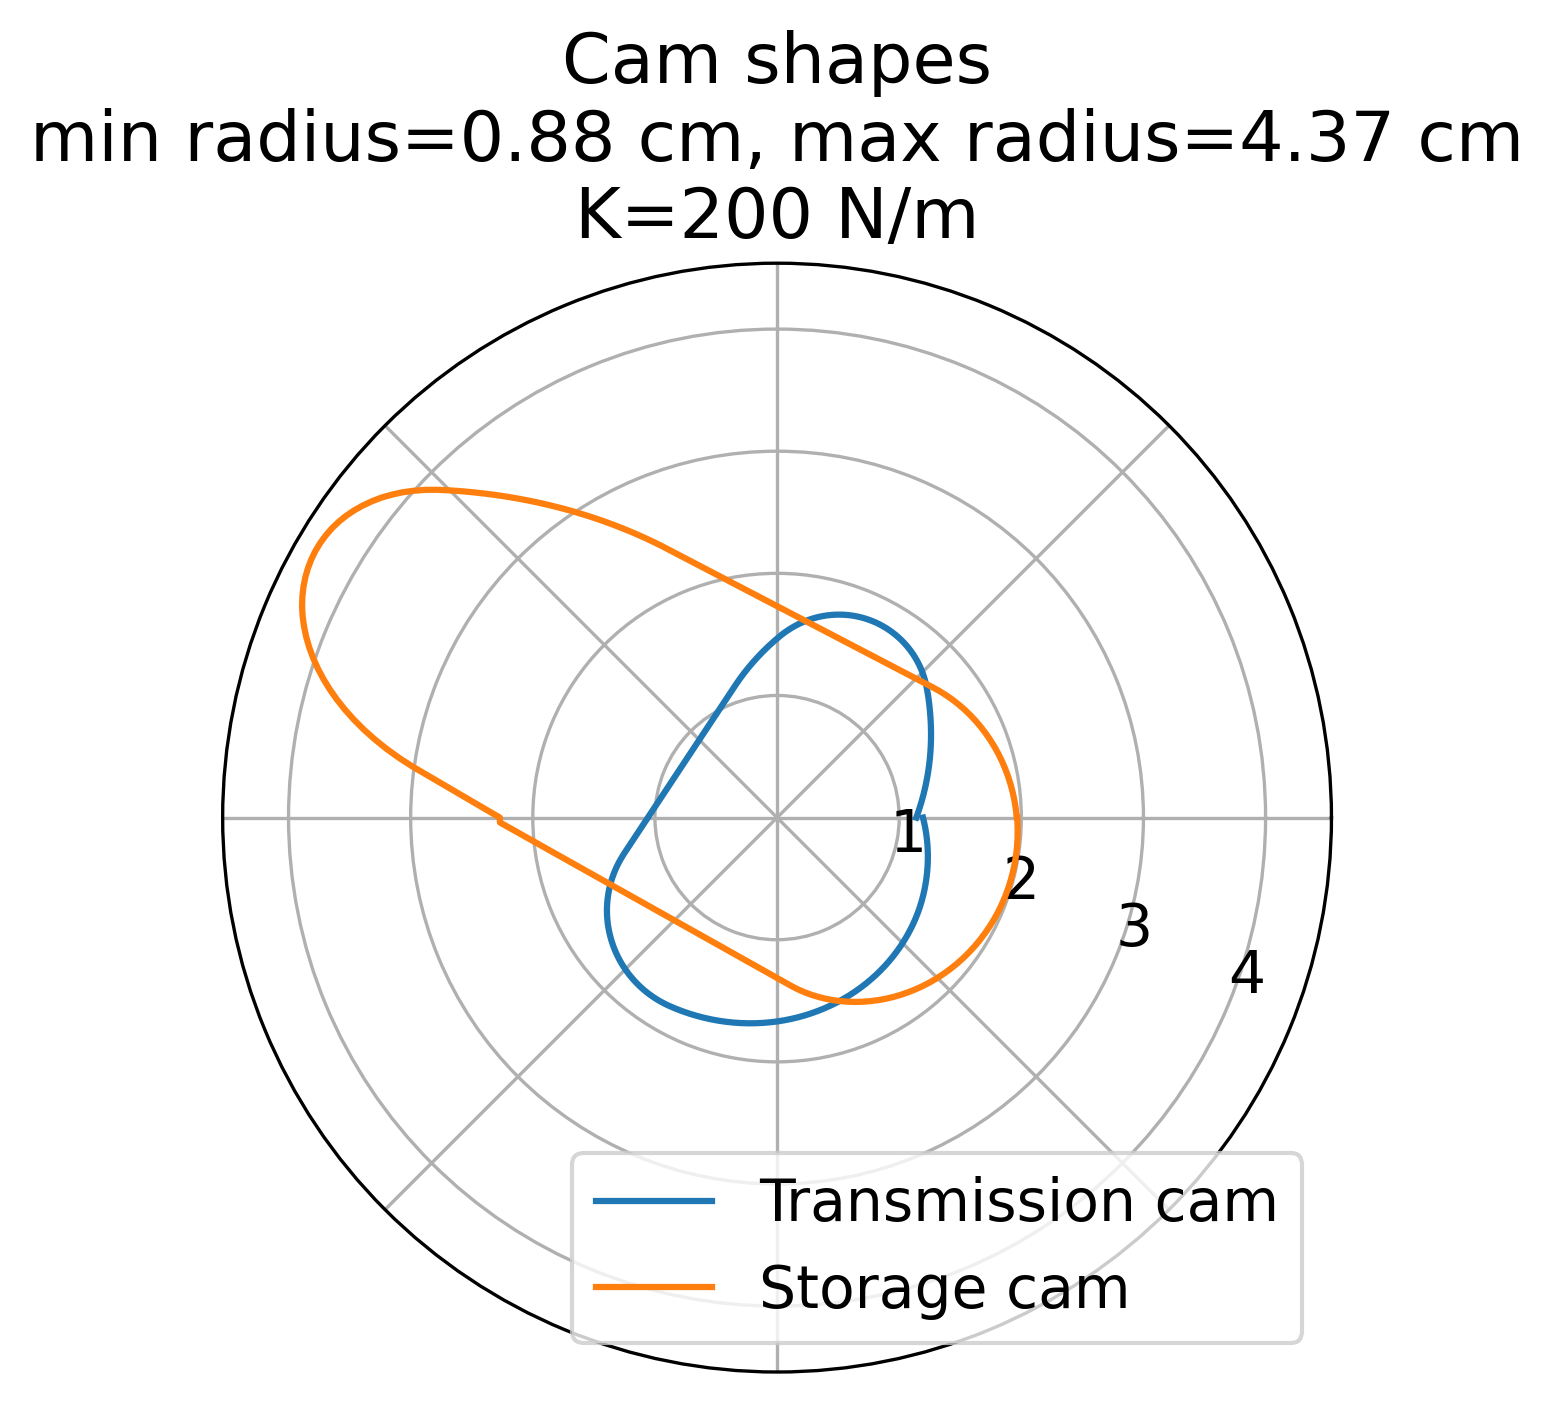 Cam shapes
min radius=0.88 cm, max radius=4.37 cm
K=200 N/m
1
2
3
4
Transmission cam
Storage cam